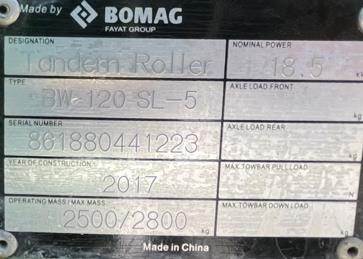 Made by BOMAG
FAYAT GROUP
DESIGNATION NOMINAL POWER
Tandem Roller 18.5
TYPE AXLE LOAD FRONT
BW-120-SL-5 kg
SERIAL NUMBER AXLE LOAD REAR
861880441223 kg
YEAR OF CONSTRUCTION MAX.TOWBAR PULL LOAD
2017 N
OPERATING MASS / MAX MASS MAX.TOWBAR DOWN LOAD
2500/2800 kg kg
Made in China